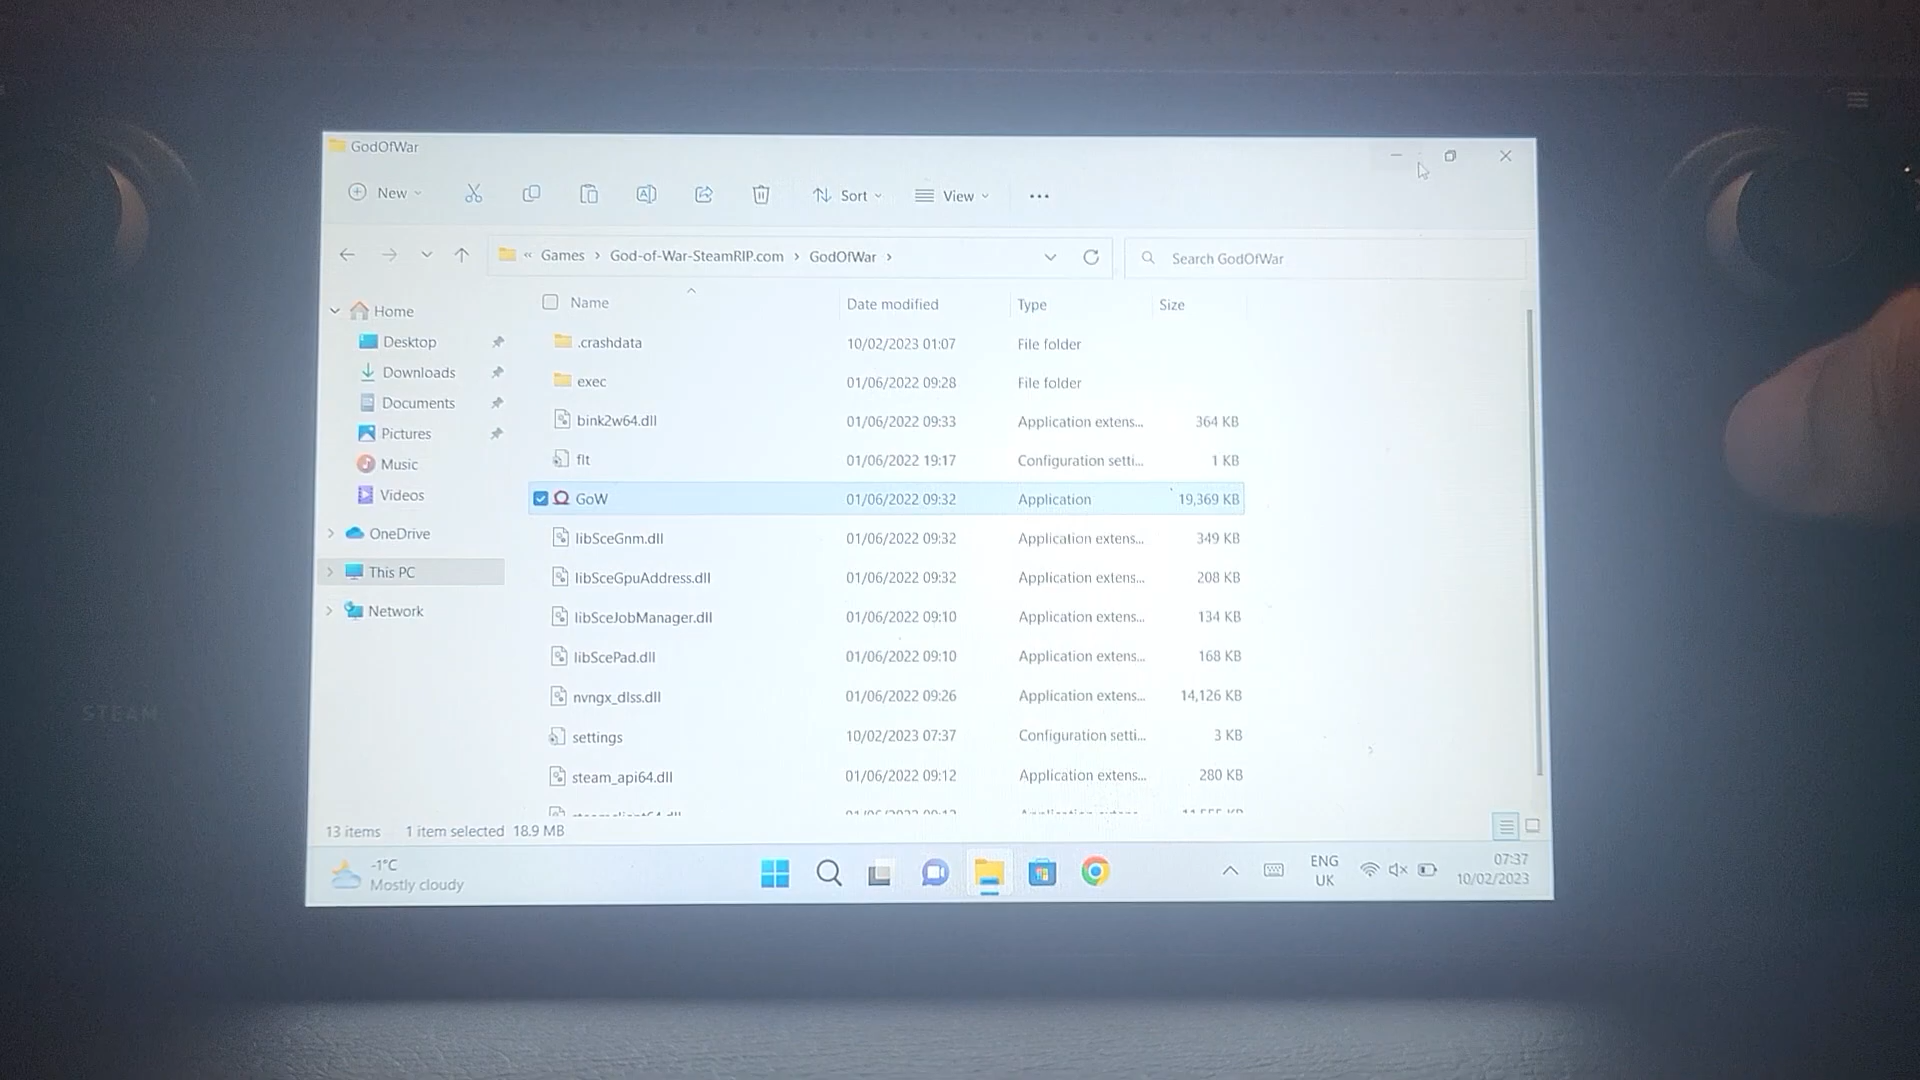 GodOfWar
New
Sort
View
« Games › God-of-War-SteamRIP.com › GodOfWar ›
Search GodOfWar
Name Date modified Type Size
Home
Desktop
Downloads
Documents
Pictures
Music
Videos
OneDrive
This PC
Network
.crashdata 10/02/2023 01:07 File folder
exec 01/06/2022 09:28 File folder
bink2w64.dll 01/06/2022 09:33 Application extens... 364 KB
flt 01/06/2022 19:17 Configuration setti... 1 KB
GoW 01/06/2022 09:32 Application 19,369 KB
libSceGnm.dll 01/06/2022 09:32 Application extens... 349 KB
libSceGpuAddress.dll 01/06/2022 09:32 Application extens... 208 KB
libSceJobManager.dll 01/06/2022 09:10 Application extens... 134 KB
libScePad.dll 01/06/2022 09:10 Application extens... 168 KB
nvngx_dlss.dll 01/06/2022 09:26 Application extens... 14,126 KB
settings 10/02/2023 07:37 Configuration setti... 3 KB
steam_api64.dll 01/06/2022 09:12 Application extens... 280 KB
13 items 1 item selected 18.9 MB
-1°C
Mostly cloudy
ENG
UK
07:37
10/02/2023
STEAM